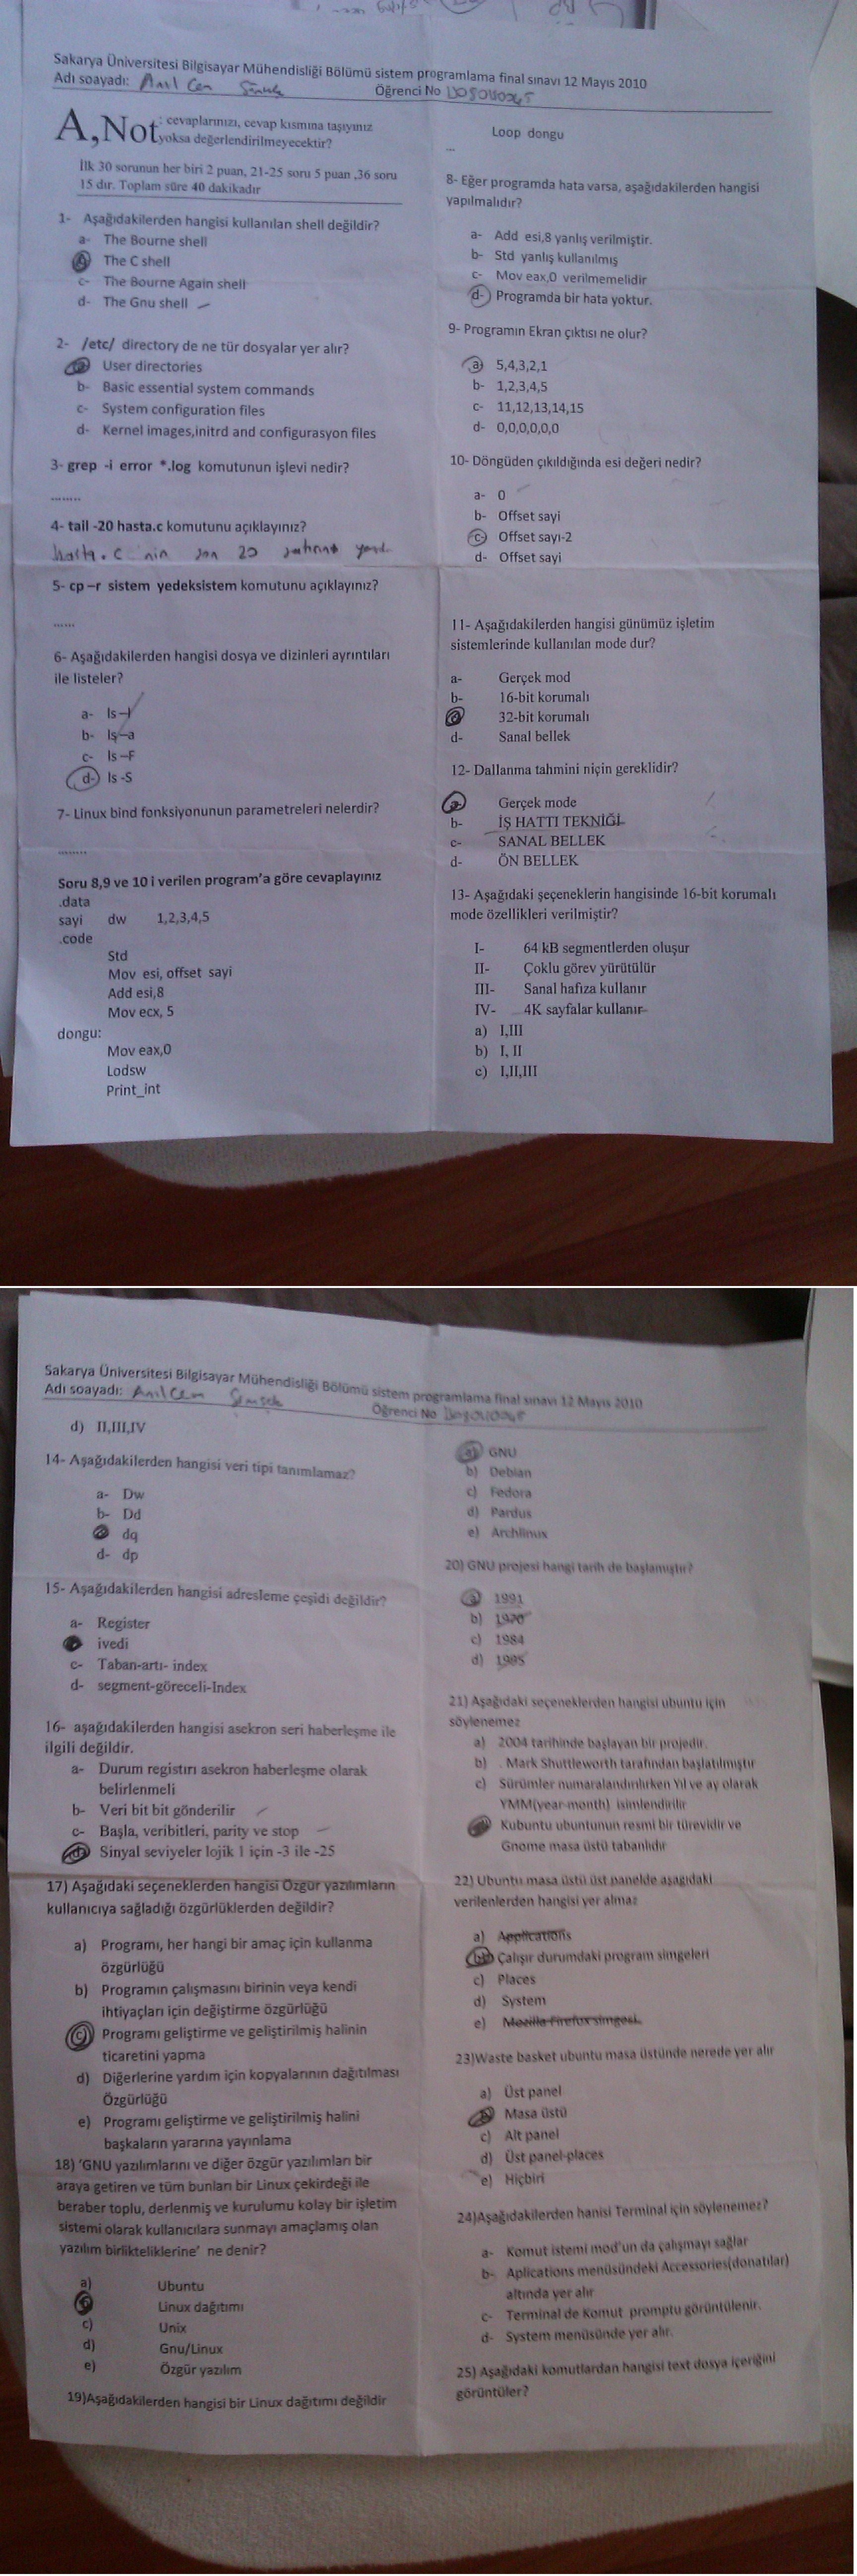 Sakarya Üniversitesi Bilgisayar Mühendisliği Bölümü sistem programlama final sınavı 12 Mayıs 2010
Adı soayadı: Anıl Can
Öğrenci No
A,Not: cevaplarınızı, cevap kısmına taşıyınız
yoksa değerlendirilmeyecektir?
İlk 30 sorunun her biri 2 puan, 21-25 soru 5 puan ,36 soru
15 dır. Toplam süre 40 dakikadır
1- Aşağıdakilerden hangisi kullanılan shell değildir?
a- The Bourne shell
The C shell
c- The Bourne Again shell
d- The Gnu shell
2- /etc/ directory de ne tür dosyalar yer alır?
User directories
b- Basic essential system commands
c- System configuration files
d- Kernel images,initrd and configurasyon files
3- grep -i error *.log komutunun işlevi nedir?
........
4- tail -20 hasta.c komutunu açıklayınız?
hasta.c nin son 20
5- cp –r sistem yedeksistem komutunu açıklayınız?
......
6- Aşağıdakilerden hangisi dosya ve dizinleri ayrıntıları
ile listeler?
a- ls –l
b- ls –a
c- ls –F
d- ls -S
7- Linux bind fonksiyonunun parametreleri nelerdir?
........
Soru 8,9 ve 10 i verilen program'a göre cevaplayınız
.data
sayi dw 1,2,3,4,5
.code
Std
Mov esi, offset sayi
Add esi,8
Mov ecx, 5
dongu:
Mov eax,0
Lodsw
Print_int
Loop dongu
...
8- Eğer programda hata varsa, aşağıdakilerden hangisi
yapılmalıdır?
a- Add esi,8 yanlış verilmiştir.
b- Std yanlış kullanılmış
c- Mov eax,0 verilmemelidir
d- Programda bir hata yoktur.
9- Programın Ekran çıktısı ne olur?
a- 5,4,3,2,1
b- 1,2,3,4,5
c- 11,12,13,14,15
d- 0,0,0,0,0,0
10- Döngüden çıkıldığında esi değeri nedir?
a- 0
b- Offset sayi
c- Offset sayı-2
d- Offset sayi
11- Aşağıdakilerden hangisi günümüz işletim
sistemlerinde kullanılan mode dur?
a- Gerçek mod
b- 16-bit korumalı
32-bit korumalı
d- Sanal bellek
12- Dallanma tahmini niçin gereklidir?
a- Gerçek mode
b- İŞ HATTI TEKNİĞİ
c- SANAL BELLEK
d- ÖN BELLEK
13- Aşağıdaki şeçeneklerin hangisinde 16-bit korumalı
mode özellikleri verilmiştir?
I- 64 kB segmentlerden oluşur
II- Çoklu görev yürütülür
III- Sanal hafıza kullanır
IV- 4K sayfalar kullanır
a) I,III
b) I, II
c) I,II,III
Sakarya Üniversitesi Bilgisayar Mühendisliği Bölümü sistem programlama final sınavı 12 Mayıs 2010
Adı soayadı: Anıl Can Şimşek
Öğrenci No
d) II,III,IV
14- Aşağıdakilerden hangisi veri tipi tanımlamaz?
a- Dw
b- Dd
dq
d- dp
15- Aşağıdakilerden hangisi adresleme çeşidi değildir?
a- Register
ivedi
c- Taban-artı- index
d- segment-göreceli-Index
16- aşağıdakilerden hangisi asekron seri haberleşme ile
ilgili değildir.
a- Durum registırı asekron haberleşme olarak
belirlenmeli
b- Veri bit bit gönderilir
c- Başla, veribitleri, parity ve stop
d- Sinyal seviyeler lojik 1 için -3 ile -25
17) Aşağıdaki seçeneklerden hangisi Özgür yazılımların
kullanıcıya sağladığı özgürlüklerden değildir?
a) Programı, her hangi bir amaç için kullanma
özgürlüğü
b) Programın çalışmasını birinin veya kendi
ihtiyaçları için değiştirme özgürlüğü
c) Programı geliştirme ve geliştirilmiş halinin
ticaretini yapma
d) Diğerlerine yardım için kopyalarının dağıtılması
Özgürlüğü
e) Programı geliştirme ve geliştirilmiş halini
başkaların yararına yayınlama
18) 'GNU yazılımlarını ve diğer özgür yazılımları bir
araya getiren ve tüm bunları bir Linux çekirdeği ile
beraber toplu, derlenmiş ve kurulumu kolay bir işletim
sistemi olarak kullanıcılara sunmayı amaçlamış olan
yazılım birlikteliklerine' ne denir?
a) Ubuntu
Linux dağıtımı
c) Unix
d) Gnu/Linux
e) Özgür yazılım
19)Aşağıdakilerden hangisi bir Linux dağıtımı değildir
a) GNU
b) Debian
c) Fedora
d) Pardus
e) Archlinux
20) GNU projesi hangi tarih de başlamıştır?
a) 1991
b) 1920
c) 1984
d) 1985
21) Aşağıdaki seçeneklerden hangisi ubuntu için
söylenemez
a) 2004 tarihinde başlayan bir projedir.
b) . Mark Shuttleworth tarafından başlatılmıştır
c) Sürümler numaralandırılırken Yıl ve ay olarak
YMM(year-month) isimlendirilir
Kubuntu ubuntunun resmi bir türevidir ve
Gnome masa üstü tabanlıdır
22) Ubuntu masa üstü üst panelde aşagıdaki
verilenlerden hangisi yer almaz
a) Applications
b) Çalışır durumdaki program simgeleri
c) Places
d) System
e) Mozilla Firefox simgesi.
23)Waste basket ubuntu masa üstünde nerede yer alır
a) Üst panel
Masa üstü
c) Alt panel
d) Üst panel-places
e) Hiçbiri
24)Aşağıdakilerden hanisi Terminal için söylenemez?
a- Komut istemi mod'un da çalışmayı sağlar
b- Aplications menüsündeki Accessories(donatılar)
altında yer alır
c- Terminal de Komut promptu görüntülenir.
d- System menüsünde yer alır.
25) Aşağıdaki komutlardan hangisi text dosya içeriğini
görüntüler?